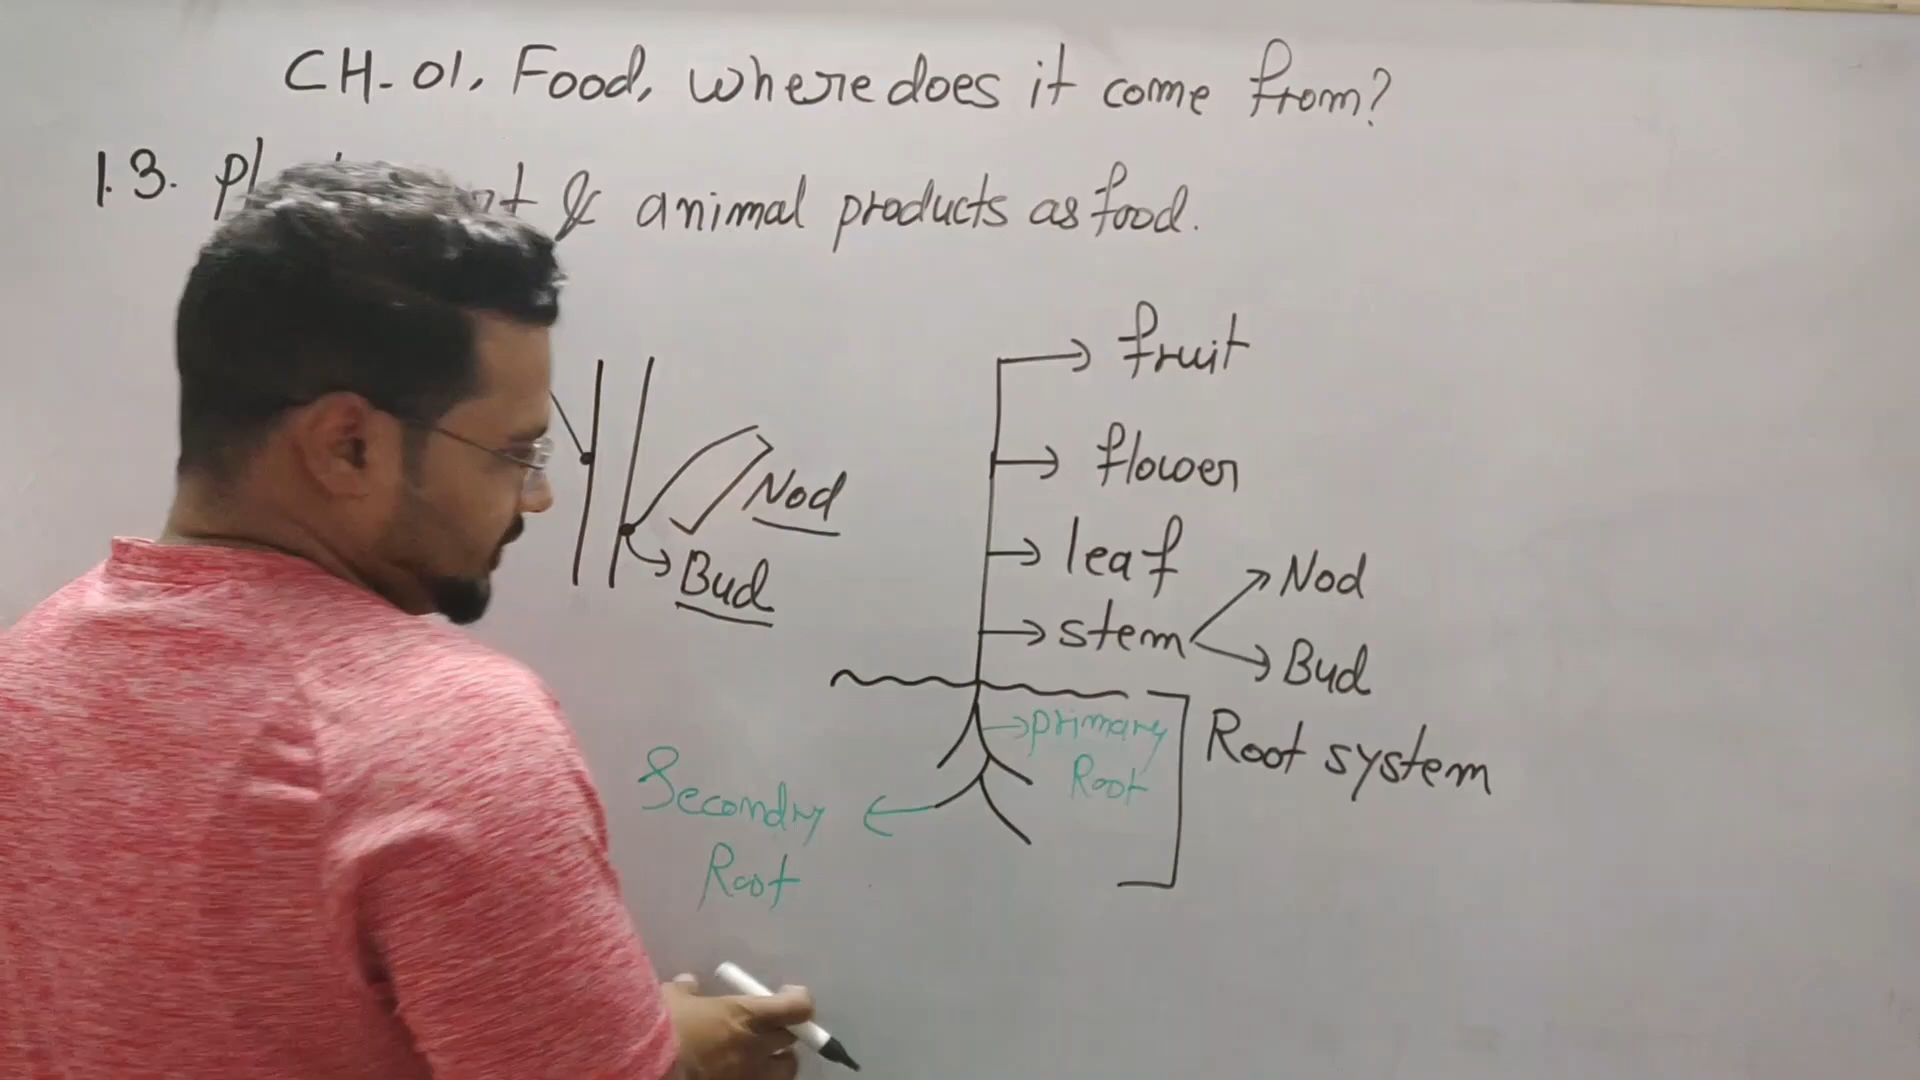 CH-01, Food, where does it come from?
1.3. & animal products as food.
fruit
flower
leaf
stem
Nod
Bud
Nod
Bud
Root system
primary
Root
Secondry
Root